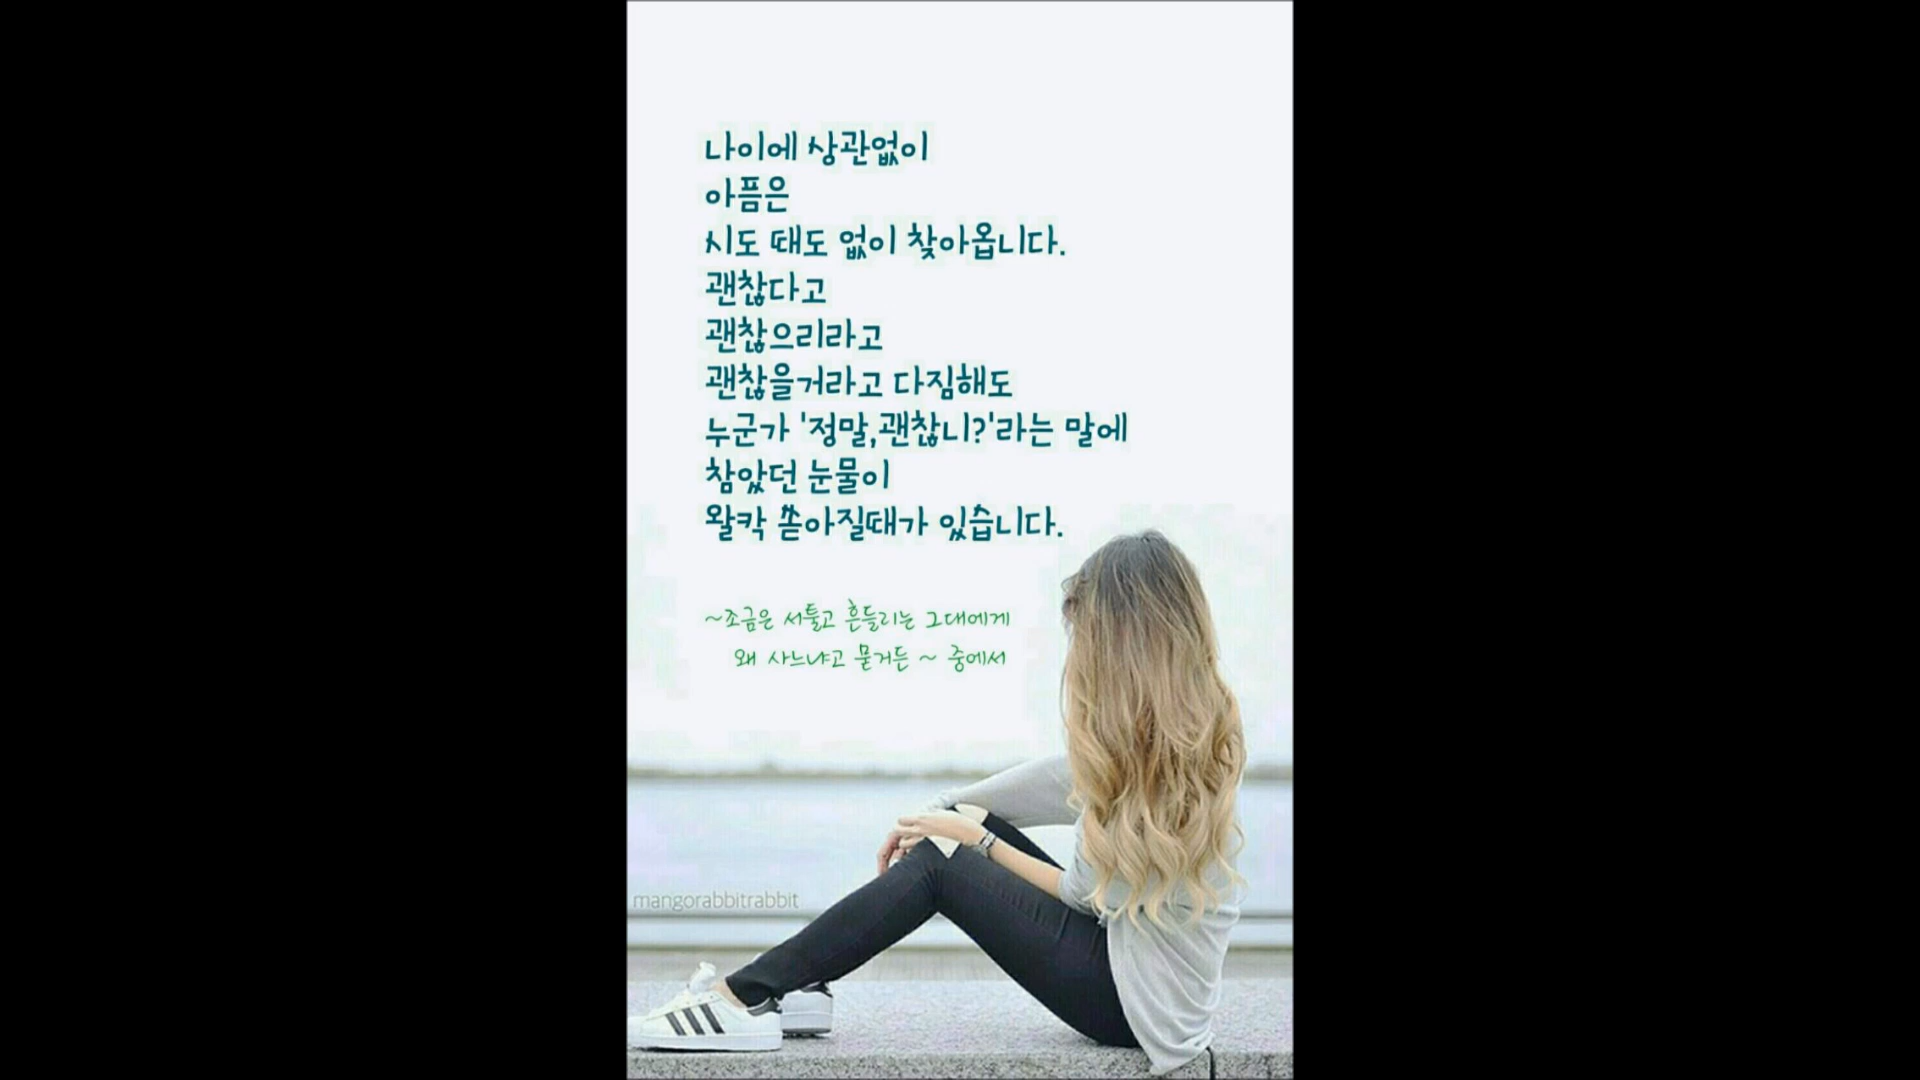 나이에 상관없이
아픔은
시도 때도 없이 찾아옵니다.
괜찮다고
괜찮으리라고
괜찮을거라고 다짐해도
누군가 '정말,괜찮니?'라는 말에
참았던 눈물이
왈칵 쏟아질때가 있습니다.
~조금은 서툴고 흔들리는 그대에게
왜 사느냐고 묻거든 ~ 중에서
mangorabbitrabbit